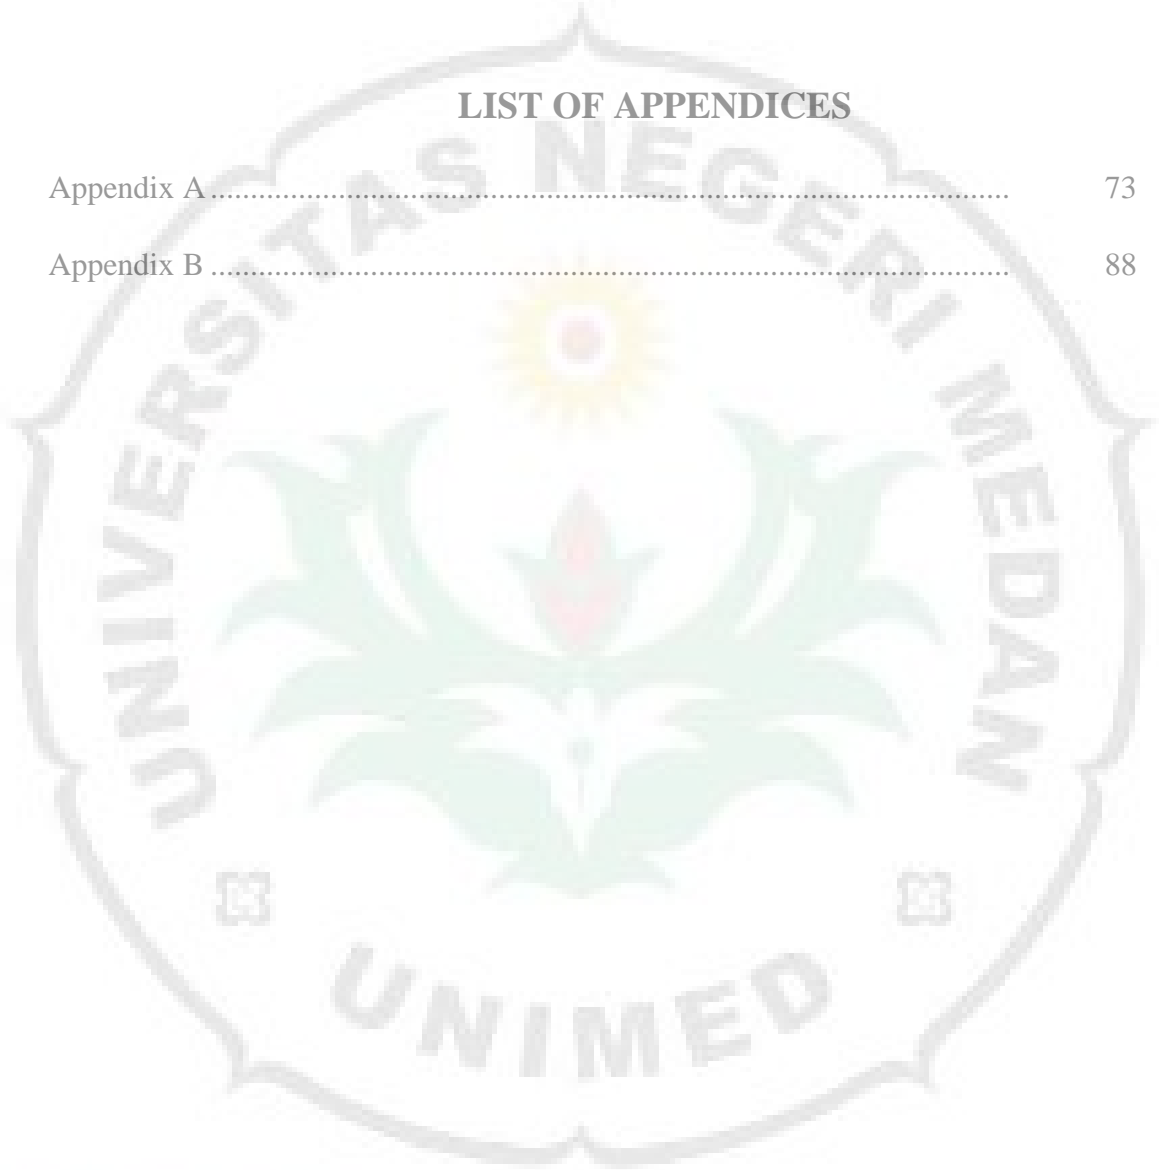 LIST OF APPENDICES
Appendix A ........................................................................................................ 73
Appendix B ........................................................................................................ 88
UNIVERSITAS NEGERI MEDAN
UNIMED